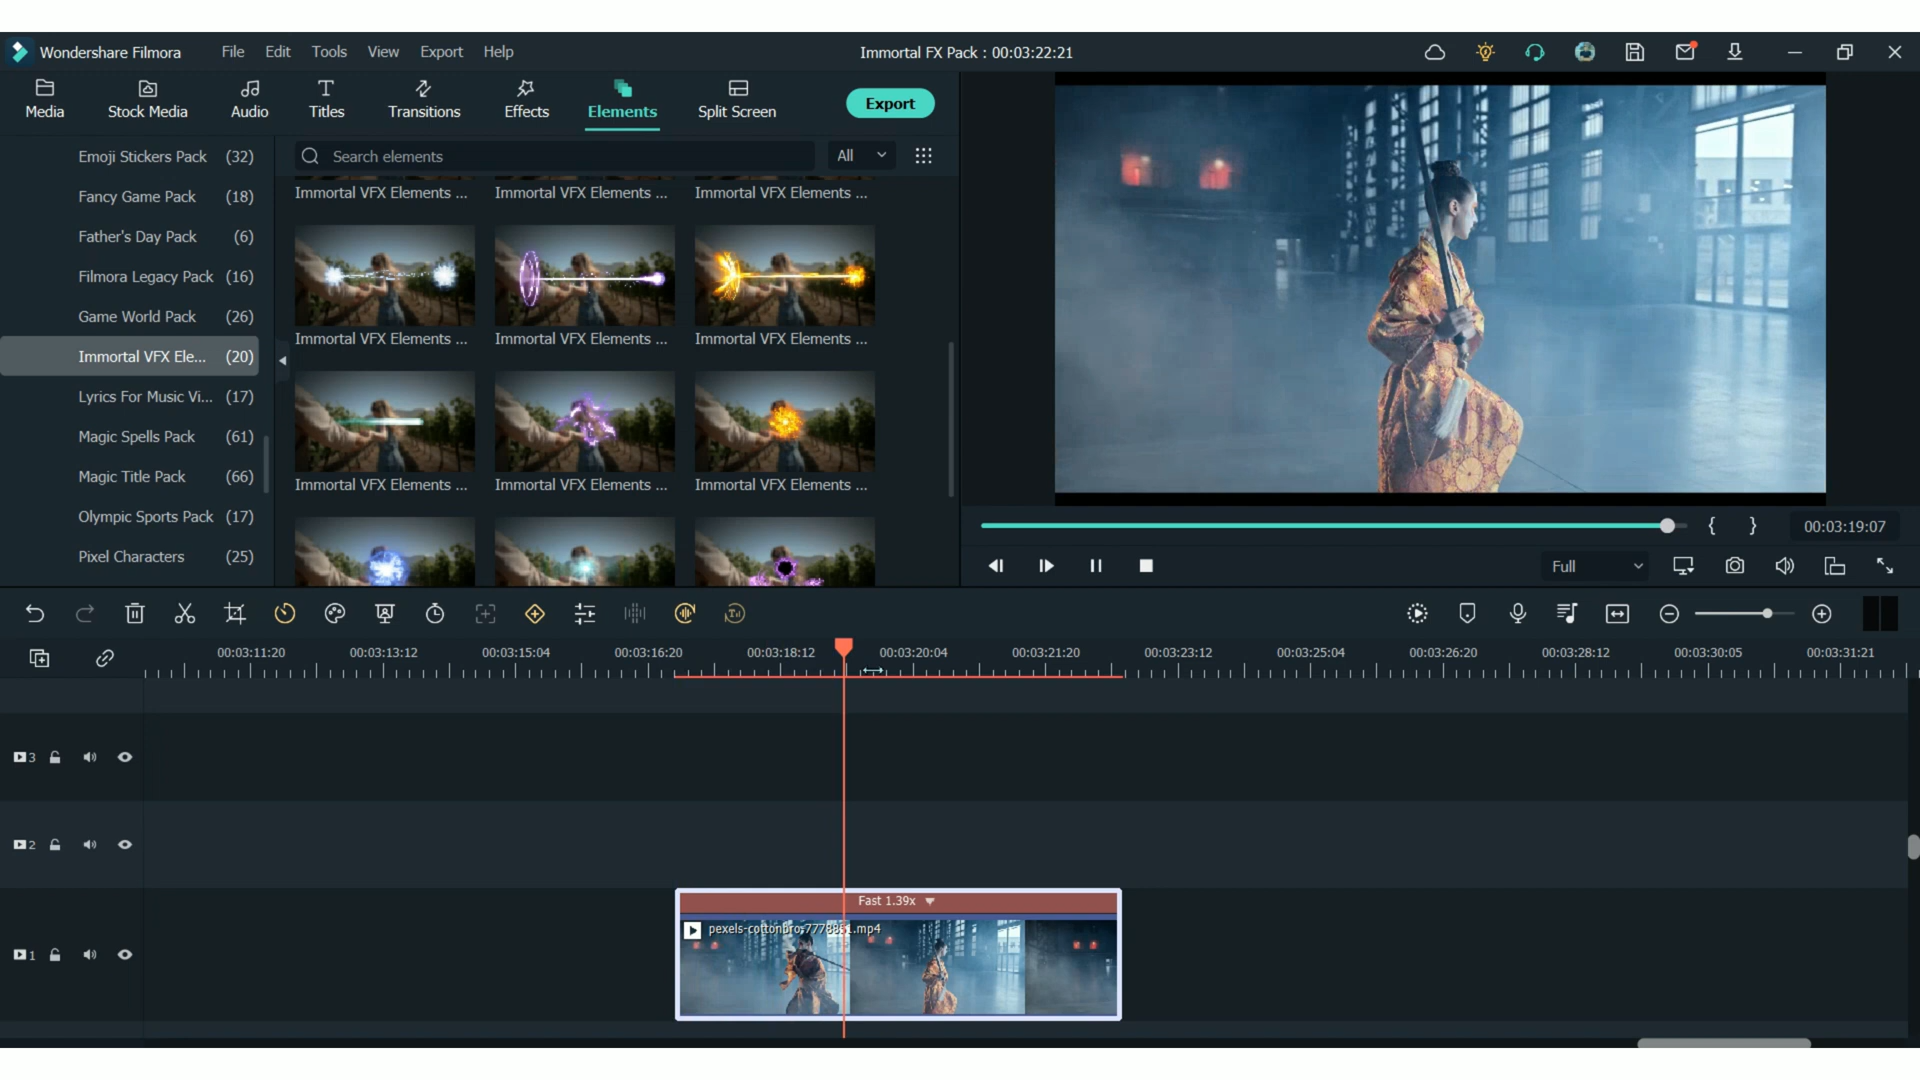 Wondershare Filmora File Edit Tools View Export Help Immortal FX Pack : 00:03:22:21
Media Stock Media Audio Titles Transitions Effects Elements Split Screen Export
Emoji Stickers Pack (32)
Fancy Game Pack (18)
Father's Day Pack (6)
Filmora Legacy Pack (16)
Game World Pack (26)
Immortal VFX Ele... (20)
Lyrics For Music Vi... (17)
Magic Spells Pack (61)
Magic Title Pack (66)
Olympic Sports Pack (17)
Pixel Characters (25)
Search elements All
Immortal VFX Elements ... Immortal VFX Elements ... Immortal VFX Elements ...
Immortal VFX Elements ... Immortal VFX Elements ... Immortal VFX Elements ...
Immortal VFX Elements ... Immortal VFX Elements ... Immortal VFX Elements ...
{ } 00:03:19:07
Full
00:03:11:20 00:03:13:12 00:03:15:04 00:03:16:20 00:03:18:12 00:03:20:04 00:03:21:20 00:03:23:12 00:03:25:04 00:03:26:20 00:03:28:12 00:03:30:05 00:03:31:21
3
2
Fast 1.39x
1